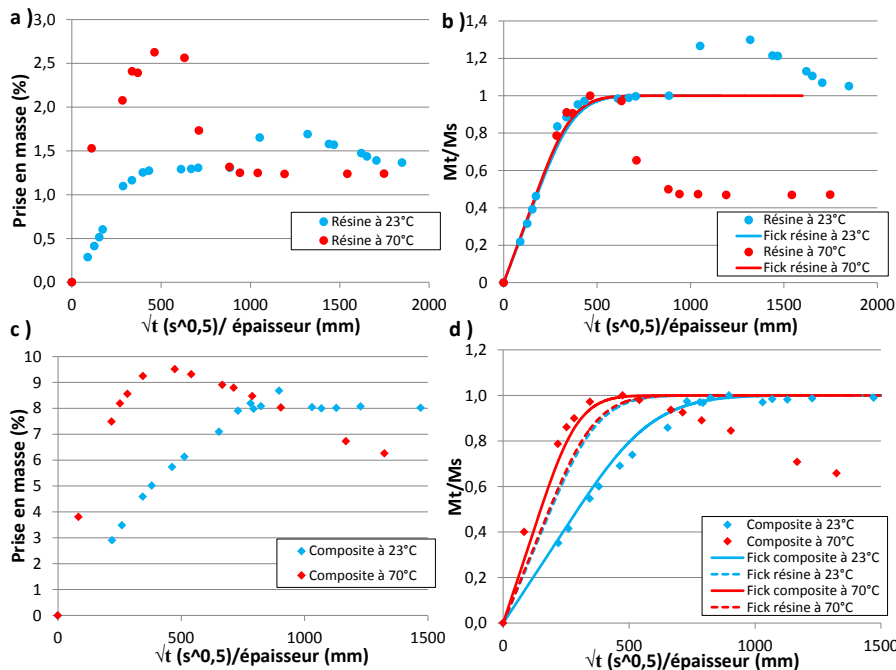 a )
Prise en masse (%)
3,0
2,5
2,0
1,5
1,0
0,5
0,0
0
500
1000
1500
2000
√t (s^0,5)/ épaisseur (mm)
Résine à 23°C
Résine à 70°C
b )
Mt/Ms
1,4
1,2
1
0,8
0,6
0,4
0,2
0
0
500
1000
1500
2000
√t (s^0,5)/ épaisseur (mm)
Résine à 23°C
Fick résine à 23°C
Résine à 70°C
Fick résine à 70°C
c )
Prise en masse (%)
10
9
8
7
6
5
4
3
2
1
0
0
500
1000
1500
√t (s^0,5)/épaisseur (mm)
Composite à 23°C
Composite à 70°C
d )
Mt/Ms
1,2
1,0
0,8
0,6
0,4
0,2
0,0
0
500
1000
1500
√t (s^0,5)/épaisseur (mm)
Composite à 23°C
Composite à 70°C
Fick composite à 23°C
Fick résine à 23°C
Fick composite à 70°C
Fick résine à 70°C